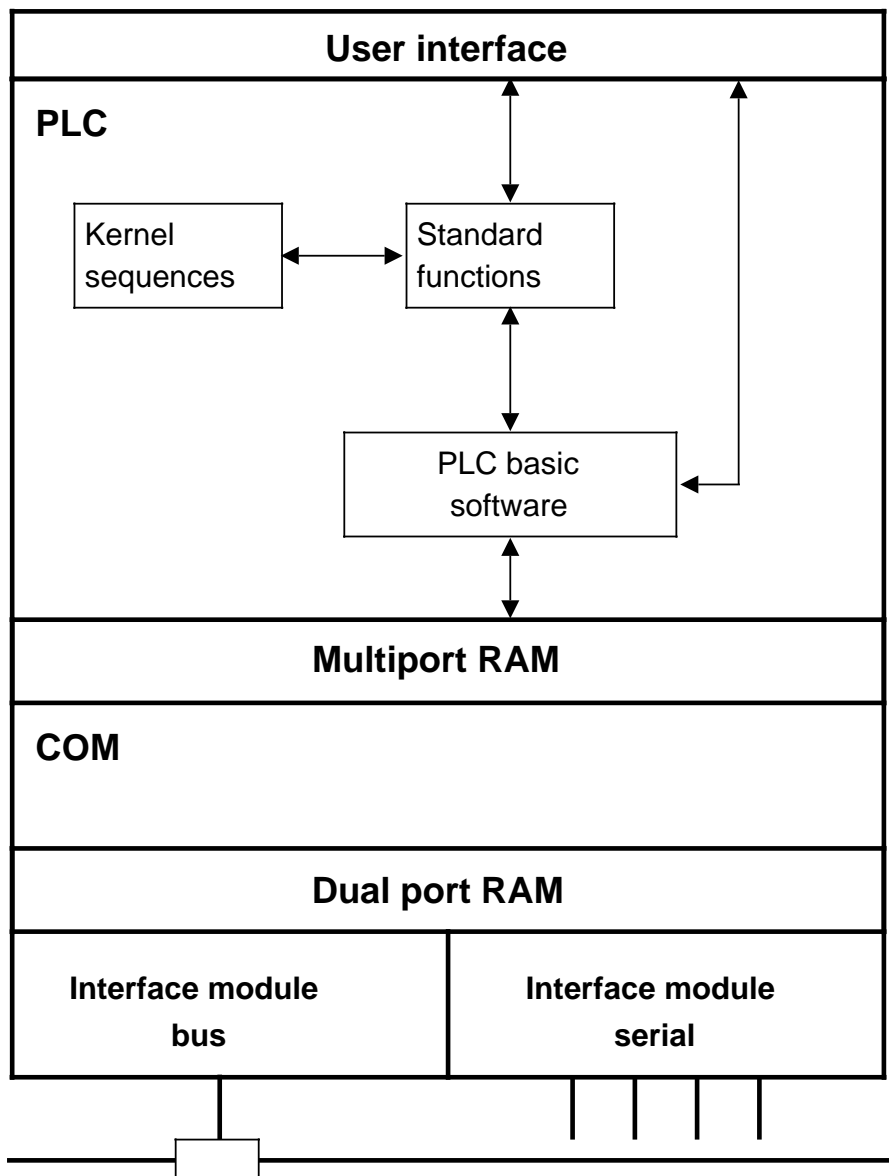 User interface
PLC
Kernel
sequences
Standard
functions
PLC basic
software
Multiport RAM
COM
Dual port RAM
Interface module
bus
Interface module
serial